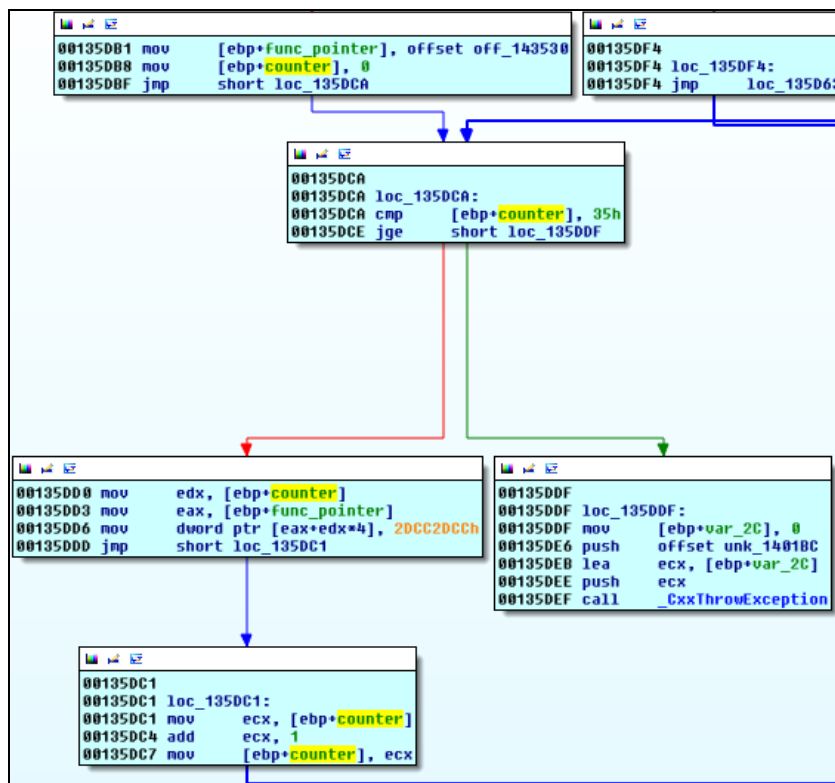 00135DB1 mov [ebp+func_pointer], offset off_143530
00135DB8 mov [ebp+counter], 0
00135DBF jmp short loc_135DCA
00135DF4
00135DF4 loc_135DF4:
00135DF4 jmp loc_135D63
00135DCA
00135DCA loc_135DCA:
00135DCA cmp [ebp+counter], 35h
00135DCE jge short loc_135DDF
00135DD0 mov edx, [ebp+counter]
00135DD3 mov eax, [ebp+func_pointer]
00135DD6 mov dword ptr [eax+edx*4], 2DCC2DCCh
00135DDD jmp short loc_135DC1
00135DDF
00135DDF loc_135DDF:
00135DDF mov [ebp+var_2C], 0
00135DE6 push offset unk_1401BC
00135DEB lea ecx, [ebp+var_2C]
00135DEE push ecx
00135DEF call _CxxThrowException
00135DC1
00135DC1 loc_135DC1:
00135DC1 mov ecx, [ebp+counter]
00135DC4 add ecx, 1
00135DC7 mov [ebp+counter], ecx